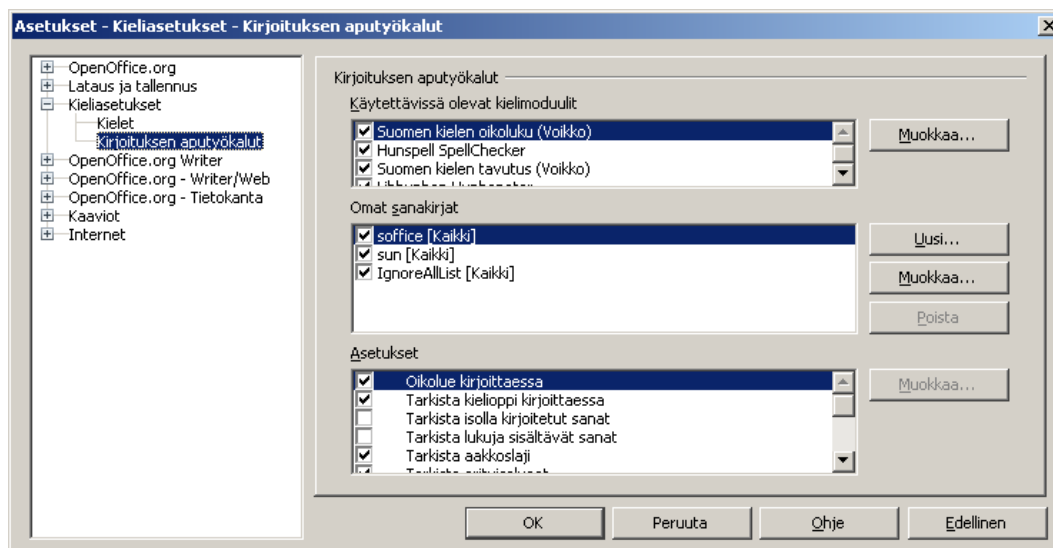 Asetukset - Kieliasetukset - Kirjoituksen aputyökalut
OpenOffice.org
Lataus ja tallennus
Kieliasetukset
Kielet
Kirjoituksen aputyökalut
OpenOffice.org Writer
OpenOffice.org - Writer/Web
OpenOffice.org - Tietokanta
Kaaviot
Internet
Kirjoituksen aputyökalut
Käytettävissä olevat kielimoduulit
Suomen kielen oikoluku (Voikko)
Hunspell SpellChecker
Suomen kielen tavutus (Voikko)
Muokkaa...
Omat sanakirjat
soffice [Kaikki]
sun [Kaikki]
IgnoreAllList [Kaikki]
Uusi...
Muokkaa...
Poista
Asetukset
Oikolue kirjoittaessa
Tarkista kielioppi kirjoittaessa
Tarkista isolla kirjoitetut sanat
Tarkista lukuja sisältävät sanat
Tarkista aakkoslaji
Muokkaa...
OK
Peruuta
Ohje
Edellinen